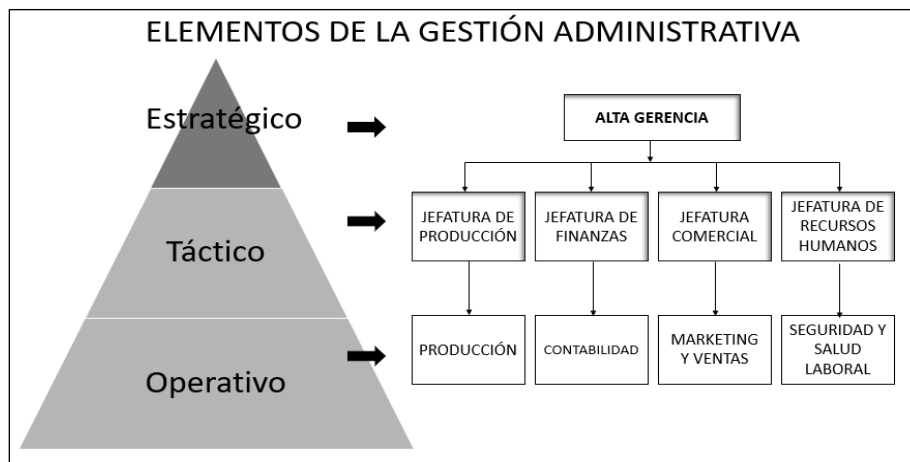 ELEMENTOS DE LA GESTIÓN ADMINISTRATIVA
Estratégico
ALTA GERENCIA
Táctico
JEFATURA DE
PRODUCCIÓN
JEFATURA DE
FINANZAS
JEFATURA
COMERCIAL
JEFATURA DE
RECURSOS
HUMANOS
Operativo
PRODUCCIÓN
CONTABILIDAD
MARKETING
Y VENTAS
SEGURIDAD Y
SALUD
LABORAL